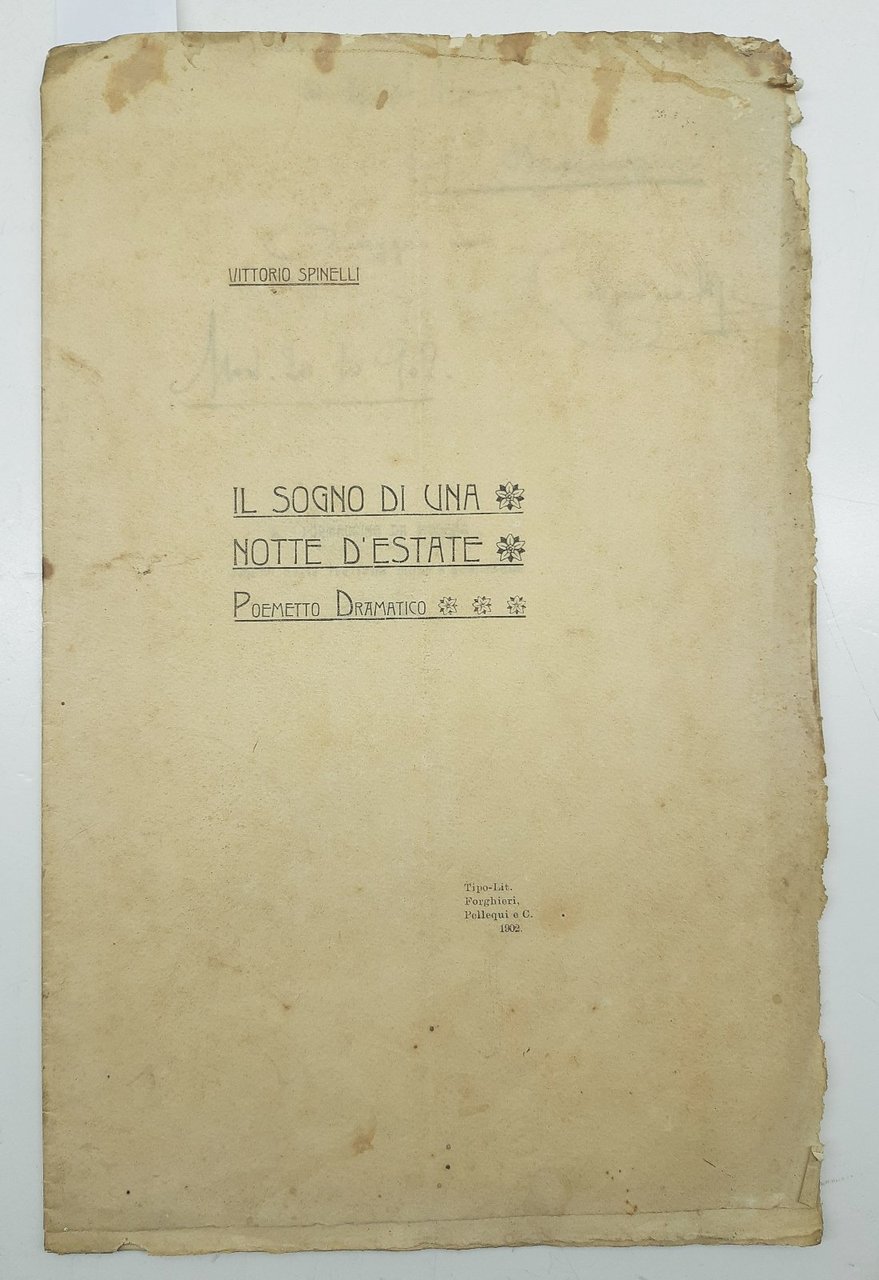 VITTORIO SPINELLI
IL SOGNO DI UNA
NOTTE D'ESTATE
POEMETTO DRAMATICO
Tipo-Lit.
Forghieri,
Pellequi e C.
1902.